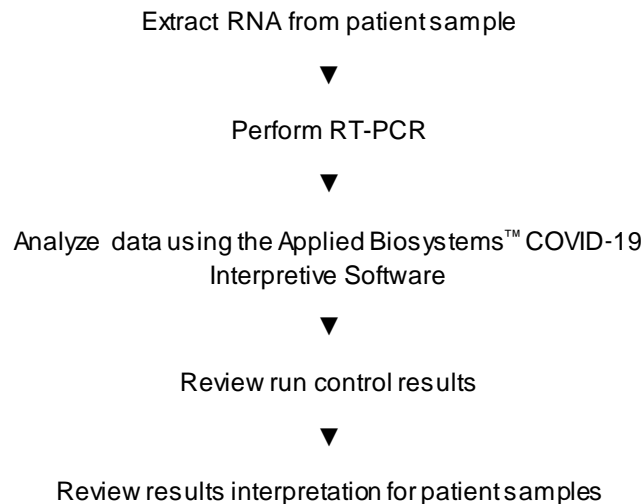 Extract RNA from patient sample
▼
Perform RT-PCR
▼
Analyze data using the Applied Biosystems™ COVID-19
Interpretive Software
▼
Review run control results
▼
Review results interpretation for patient samples